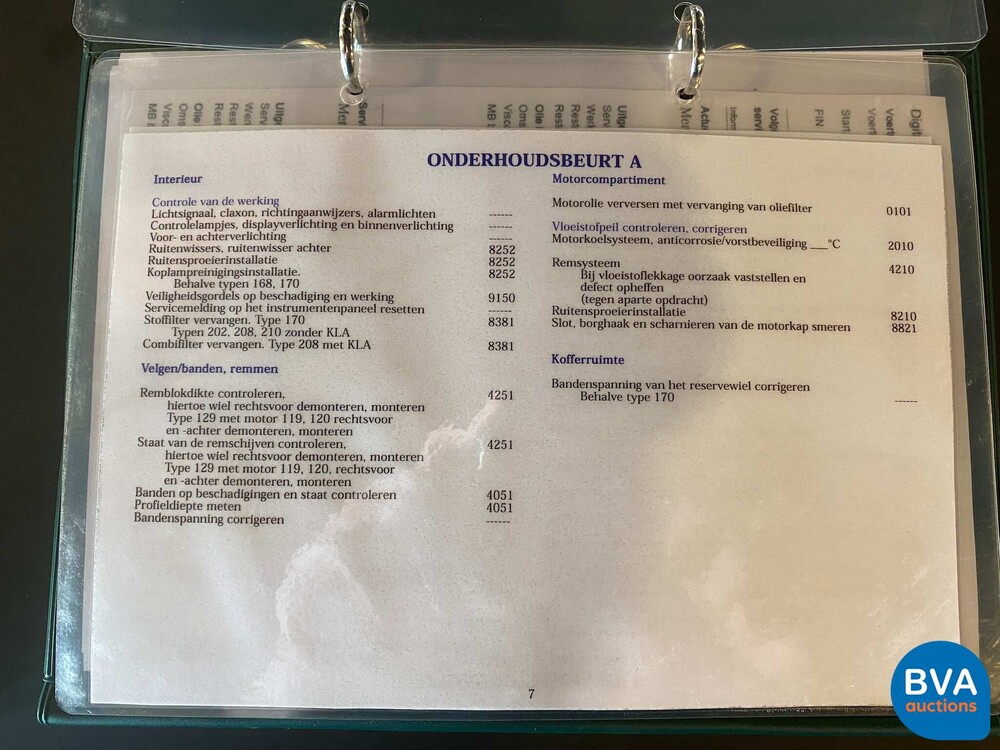 ONDERHOUDSBEURT A
Interieur
Controle van de werking
Lichtsignaal, claxon, richtingaanwijzers, alarmlichten ------
Controlelampjes, displayverlichting en binnenverlichting ------
Voor- en achterverlichting ------
Ruitenwissers, ruitenwisser achter 8252
Ruitensproeierinstallatie 8252
Koplampreinigingsinstallatie. 8252
Behalve typen 168, 170
Veiligheidsgordels op beschadiging en werking 9150
Servicemelding op het instrumentenpaneel resetten ------
Stoffilter vervangen. Type 170 8381
Typen 202, 208, 210 zonder KLA
Combifilter vervangen. Type 208 met KLA 8381
Velgen/banden, remmen
Remblokdikte controleren, 4251
hiertoe wiel rechtsvoor demonteren, monteren
Type 129 met motor 119, 120 rechtsvoor
en -achter demonteren, monteren
Staat van de remschijven controleren, 4251
hiertoe wiel rechtsvoor demonteren, monteren
Type 129 met motor 119, 120, rechtsvoor
en -achter demonteren, monteren
Banden op beschadigingen en staat controleren 4051
Profieldiepte meten 4051
Bandenspanning corrigeren ------
Motorcompartiment
Motorolie verversen met vervanging van oliefilter 0101
Vloeistofpeil controleren, corrigeren
Motorkoelsysteem, anticorrosie/vorstbeveiliging ___°C 2010
Remsysteem 4210
Bij vloeistoflekkage oorzaak vaststellen en
defect opheffen
(tegen aparte opdracht)
Ruitensproeierinstallatie 8210
Slot, borghaak en scharnieren van de motorkap smeren 8821
Kofferruimte
Bandenspanning van het reservewiel corrigeren
Behalve type 170 ------
7
BVA
auctions